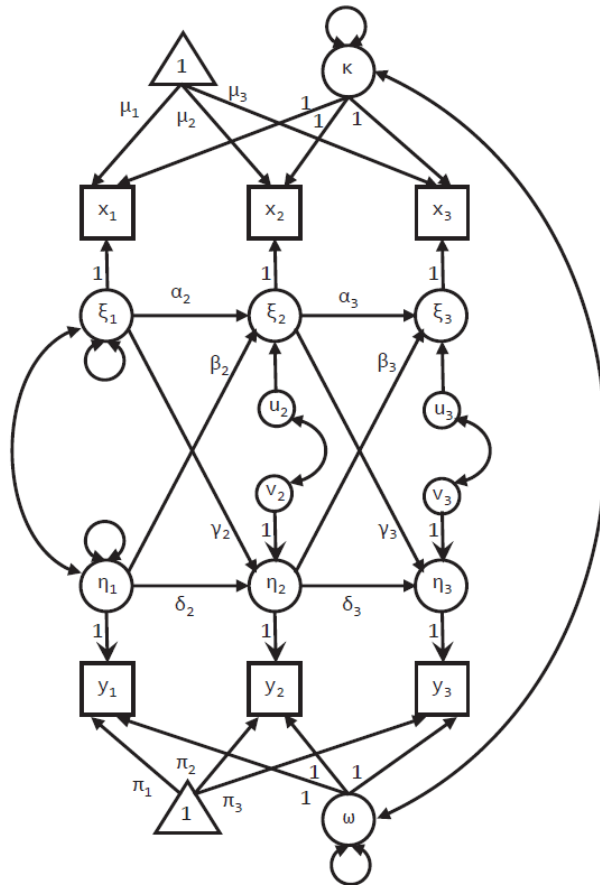 1 κ
μ₁ μ₂ μ₃ 1 1 1
x₁ x₂ x₃
1 1 1
ξ₁ α₂ ξ₂ α₃ ξ₃
β₂ β₃
u₂ u₃
v₂ v₃
γ₂ 1 γ₃ 1
η₁ δ₂ η₂ δ₃ η₃
1 1 1
y₁ y₂ y₃
π₁ π₂ π₃ 1 1 1
1 ω